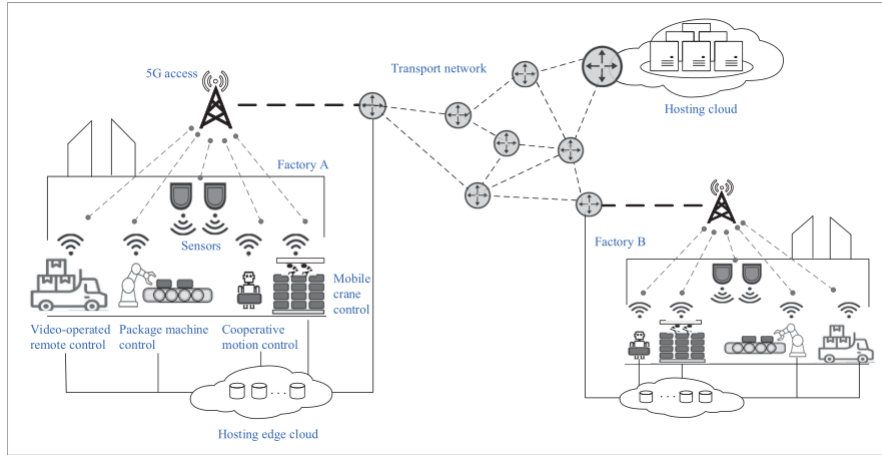 5G access
Transport network
Hosting cloud
Factory A
Sensors
Factory B
Mobile
crane
control
Video-operated
remote control
Package machine
control
Cooperative
motion control
Hosting edge cloud